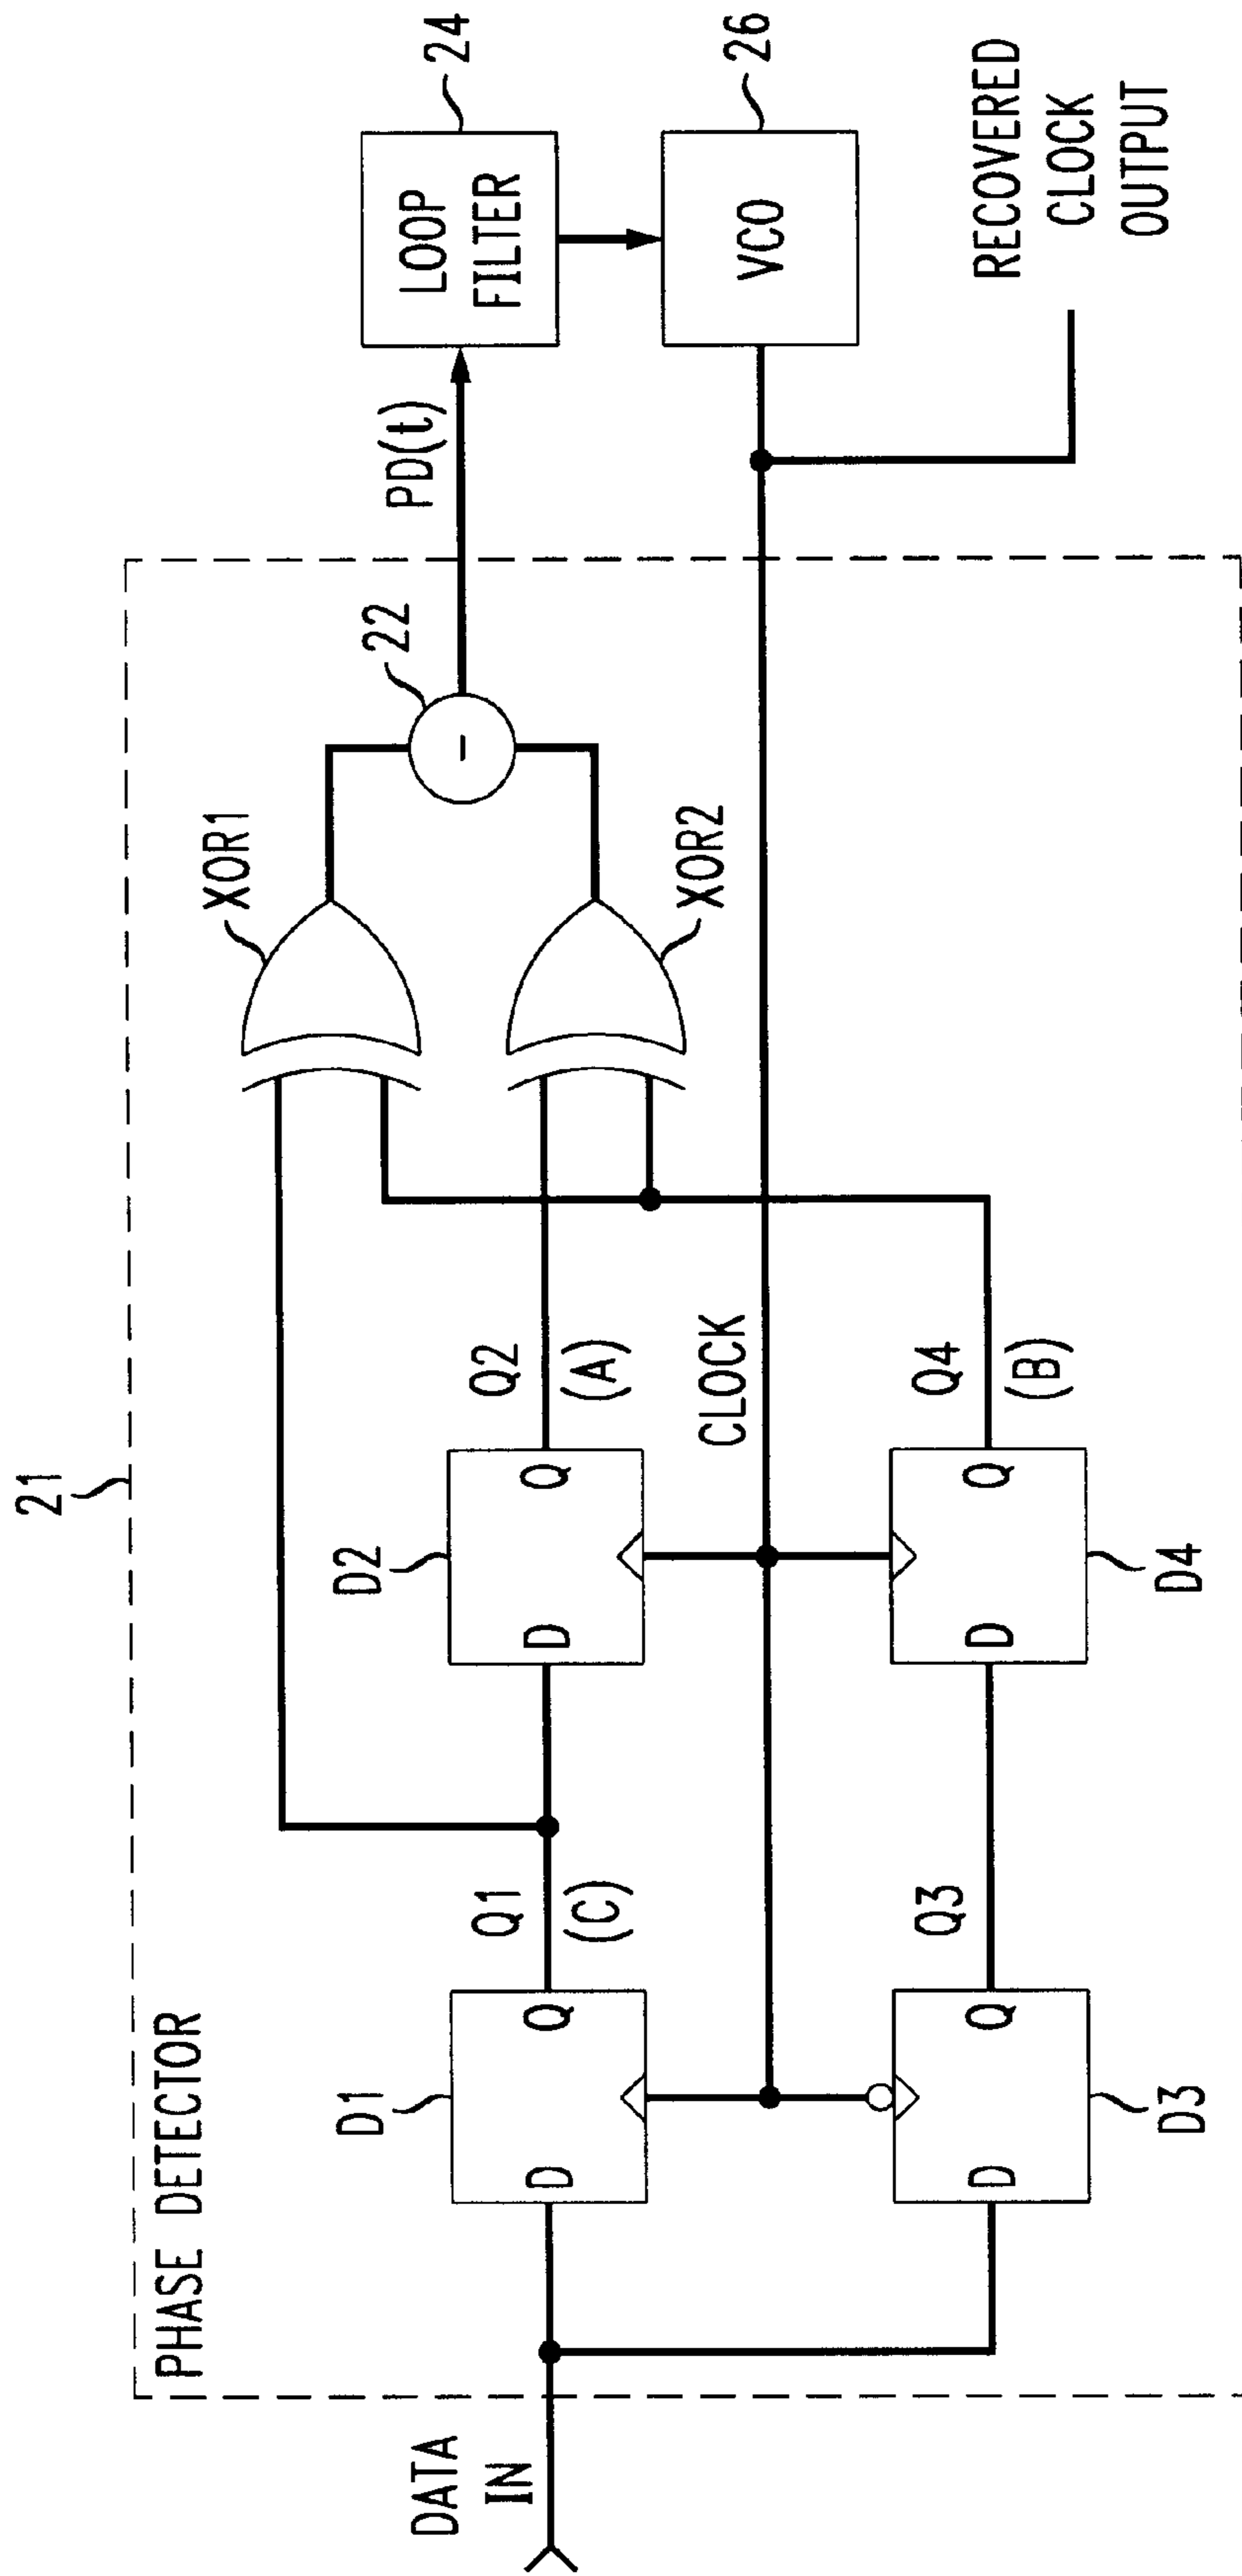 21
PHASE DETECTOR
DATA
IN
D1
D
Q
Q1
(C)
D2
D
Q
Q2
(A)
XOR1
XOR2
22
-
PD(t)
LOOP
FILTER
24
VCO
26
CLOCK
D3
D
Q
Q3
D4
D
Q
Q4
(B)
RECOVERED
CLOCK
OUTPUT